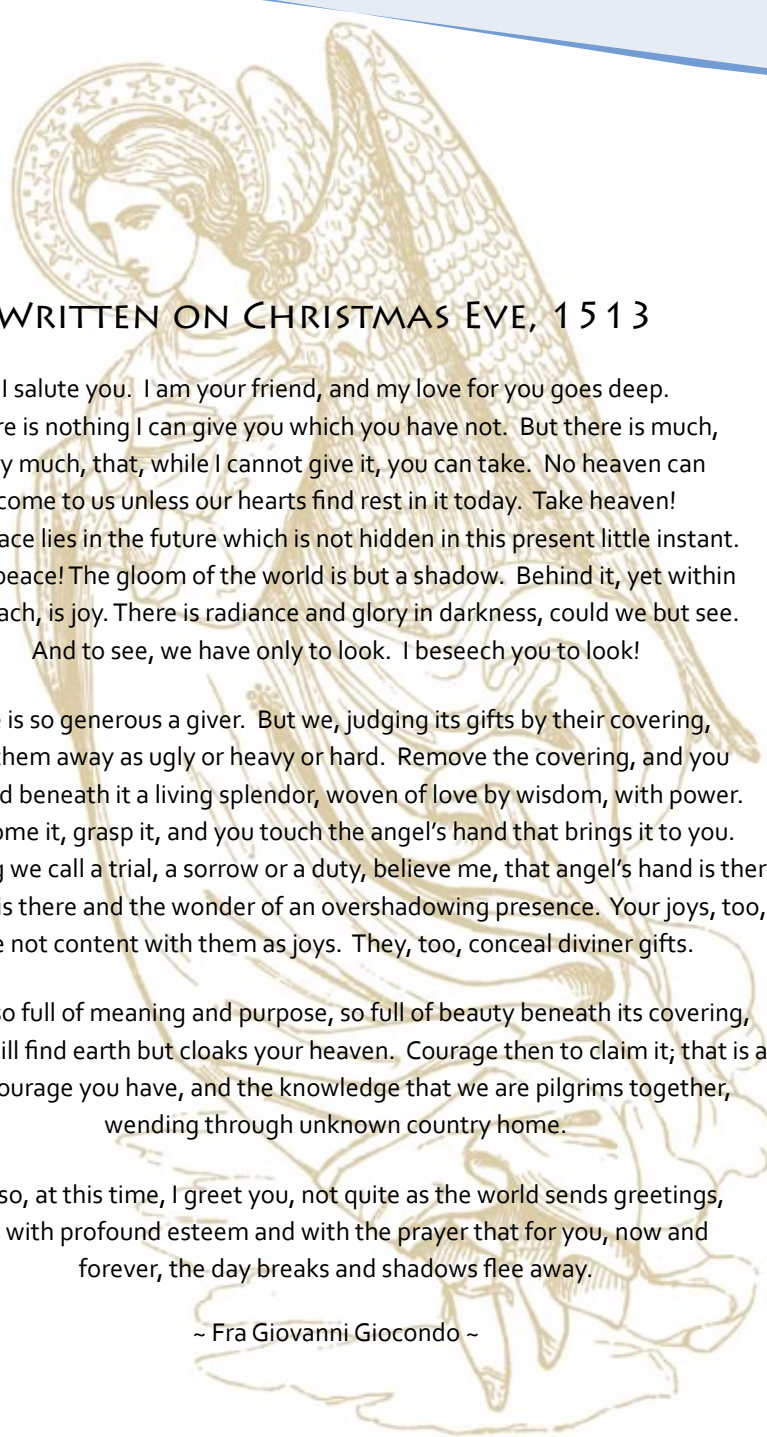 Written on Christmas Eve, 1513
I salute you. I am your friend, and my love for you goes deep.
is nothing I can give you which you have not. But there is much,
much, that, while I cannot give it, you can take. No heaven can
come to us unless our hearts find rest in it today. Take heaven!
lies in the future which is not hidden in this present little instant.
peace! The gloom of the world is but a shadow. Behind it, yet within
is joy. There is radiance and glory in darkness, could we but see.
And to see, we have only to look. I beseech you to look!
is so generous a giver. But we, judging its gifts by their covering,
them away as ugly or heavy or hard. Remove the covering, and you
beneath it a living splendor, woven of love by wisdom, with power.
it, grasp it, and you touch the angel's hand that brings it to you.
we call a trial, a sorrow or a duty, believe me, that angel's hand is
is there and the wonder of an overshadowing presence. Your joys, too,
not content with them as joys. They, too, conceal diviner gifts.
so full of meaning and purpose, so full of beauty beneath its covering,
find earth but cloaks your heaven. Courage then to claim it; that is
you have, and the knowledge that we are pilgrims together,
wending through unknown country home.
so, at this time, I greet you, not quite as the world sends greetings,
with profound esteem and with the prayer that for you, now and
forever, the day breaks and shadows flee away.
~ Fra Giovanni Giocondo ~